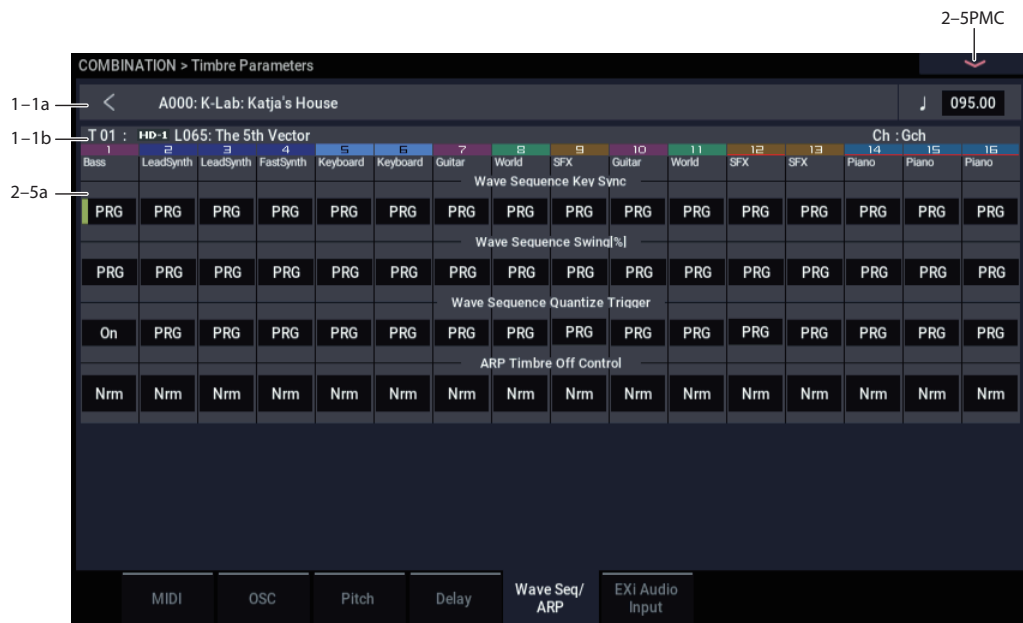 2–5PMC
COMBINATION > Timbre Parameters
1–1a
A000: K-Lab: Katja's House
♩ 095.00
1–1b
T 01 : HD-1 L065: The 5th Vector Ch : Gch
1 2 3 4 5 6 7 8 9 10 11 12 13 14 15 16
Bass LeadSynth LeadSynth FastSynth Keyboard Keyboard Guitar World SFX Guitar World SFX SFX Piano Piano Piano
Wave Sequence Key Sync
2–5a
PRG PRG PRG PRG PRG PRG PRG PRG PRG PRG PRG PRG PRG PRG PRG PRG
Wave Sequence Swing[%]
PRG PRG PRG PRG PRG PRG PRG PRG PRG PRG PRG PRG PRG PRG PRG PRG
Wave Sequence Quantize Trigger
On PRG PRG PRG PRG PRG PRG PRG PRG PRG PRG PRG PRG PRG PRG PRG
ARP Timbre Off Control
Nrm Nrm Nrm Nrm Nrm Nrm Nrm Nrm Nrm Nrm Nrm Nrm Nrm Nrm Nrm Nrm
MIDI OSC Pitch Delay Wave Seq/ EXi Audio
ARP Input